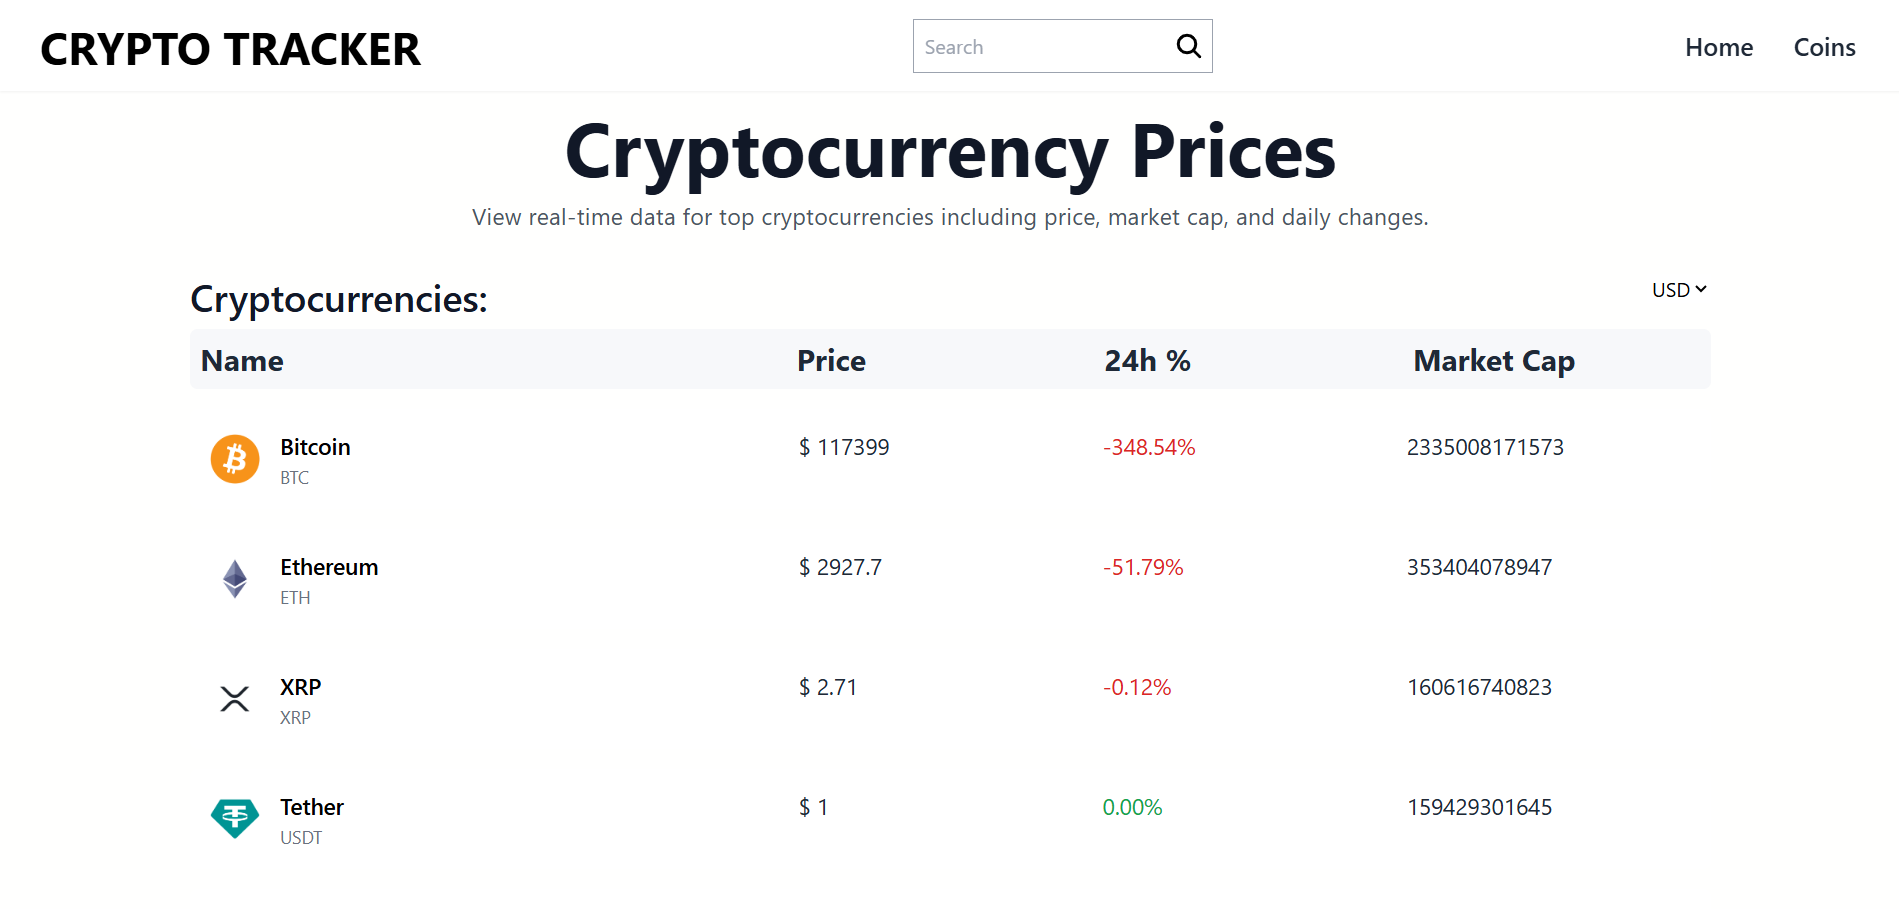 CRYPTO TRACKER Search Home Coins
Cryptocurrency Prices
View real-time data for top cryptocurrencies including price, market cap, and daily changes.
Cryptocurrencies: USD
Name Price 24h % Market Cap
Bitcoin $ 117399 -348.54% 2335008171573
BTC
Ethereum $ 2927.7 -51.79% 353404078947
ETH
XRP $ 2.71 -0.12% 160616740823
XRP
Tether $ 1 0.00% 159429301645
USDT